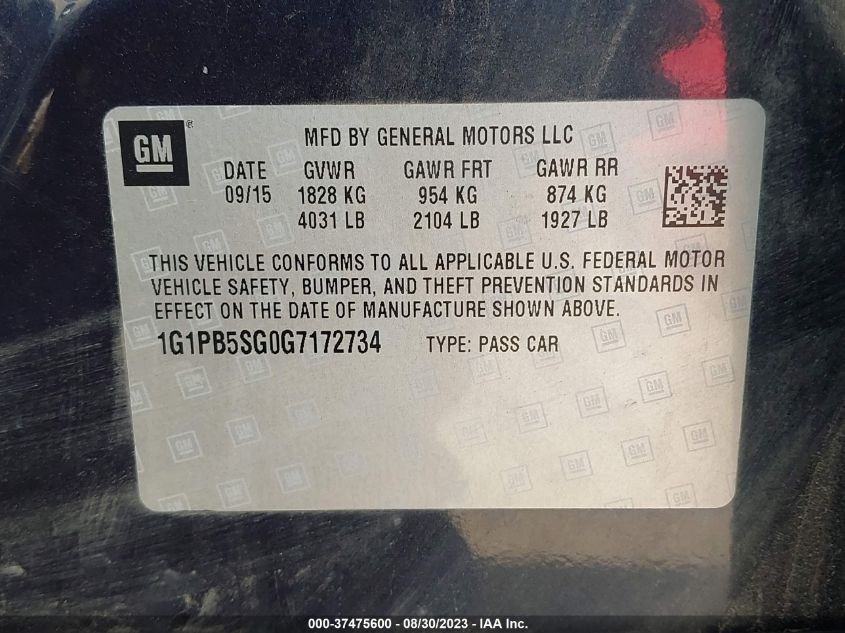 GM®
MFD BY GENERAL MOTORS LLC
DATE GVWR GAWR FRT GAWR RR
09/15 1828 KG 954 KG 874 KG
4031 LB 2104 LB 1927 LB
THIS VEHICLE CONFORMS TO ALL APPLICABLE U.S. FEDERAL MOTOR
VEHICLE SAFETY, BUMPER, AND THEFT PREVENTION STANDARDS IN
EFFECT ON THE DATE OF MANUFACTURE SHOWN ABOVE.
1G1PB5SG0G7172734 TYPE: PASS CAR
000-37475600 - 08/30/2023 - IAA Inc.